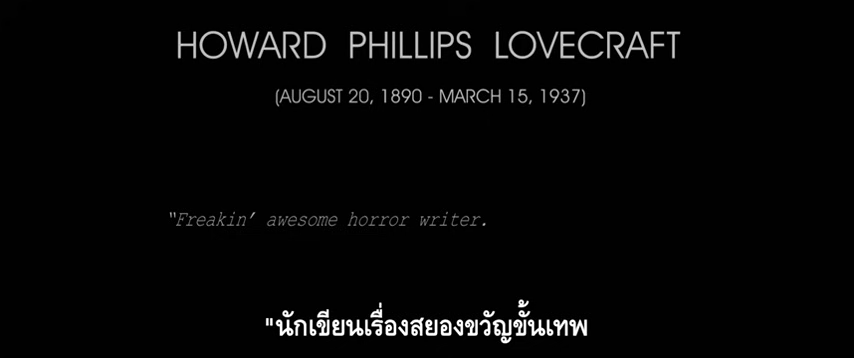 HOWARD PHILLIPS LOVECRAFT
(AUGUST 20, 1890 - MARCH 15, 1937)
"Freakin' awesome horror writer.
"นักเขียนเรื่องสยองขวัญขั้นเทพ